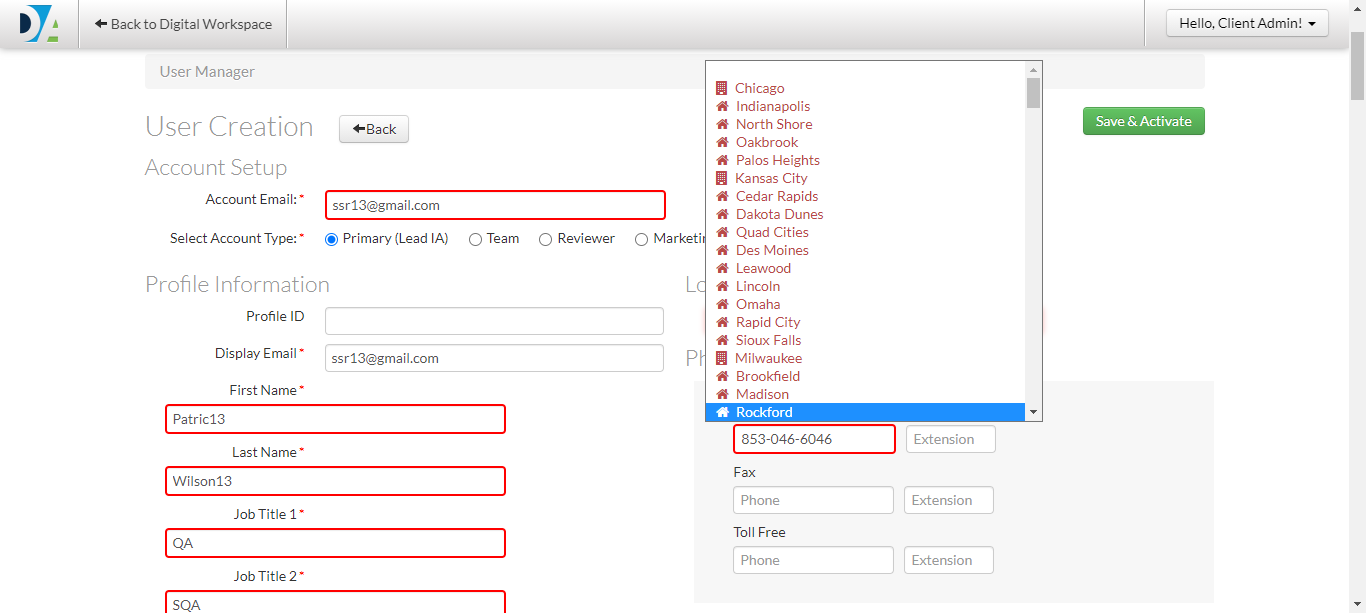 DA
Back to Digital Workspace
Hello, Client Admin!
User Manager
User Creation
Back
Save & Activate
Account Setup
Account Email:*
ssr13@gmail.com
Select Account Type:*
Primary (Lead IA)
Team
Reviewer
Marketin
Profile Information
Profile ID
Display Email*
ssr13@gmail.com
First Name*
Patric13
Last Name*
Wilson13
Job Title 1*
QA
Job Title 2*
SQA
Lo
Ph
Chicago
Indianapolis
North Shore
Oakbrook
Palos Heights
Kansas City
Cedar Rapids
Dakota Dunes
Quad Cities
Des Moines
Leawood
Lincoln
Omaha
Rapid City
Sioux Falls
Milwaukee
Brookfield
Madison
Rockford
853-046-6046
Extension
Fax
Phone
Extension
Toll Free
Phone
Extension